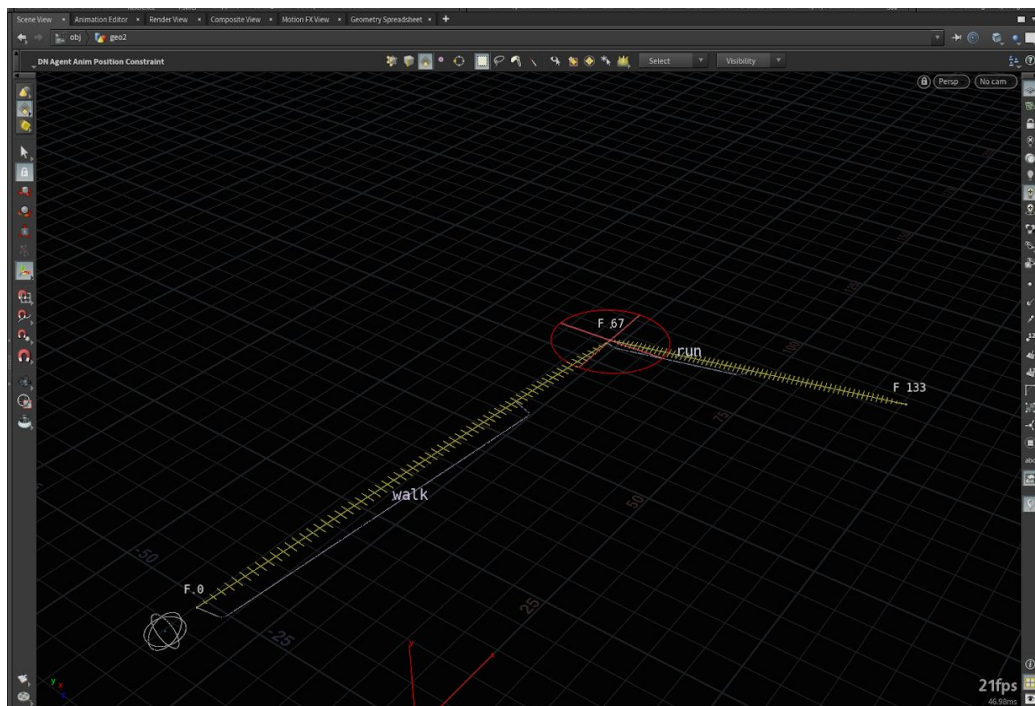 Scene View × Animation Editor × Render View × Composite View × Motion FX View × Geometry Spreadsheet × +
obj geo2
DN Agent Anim Position Constraint Select Visibility
Persp No cam
F 67
run
F 133
100
75
walk
50
-50
F 0
25
-25
y x
21fps
46.98ms